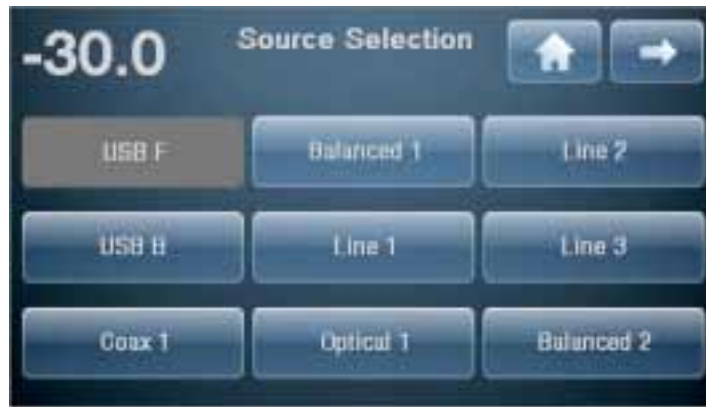 -30.0 Source Selection
USB F Balanced 1 Line 2
USB B Line 1 Line 3
Coax 1 Optical 1 Balanced 2